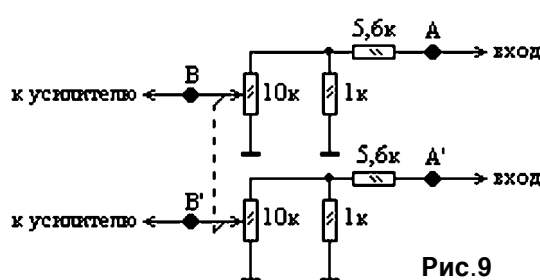 5,6к A
вход
B
к усилителю 10к 1к
5,6к A'
вход
B'
к усилителю 10к 1к
Рис.9